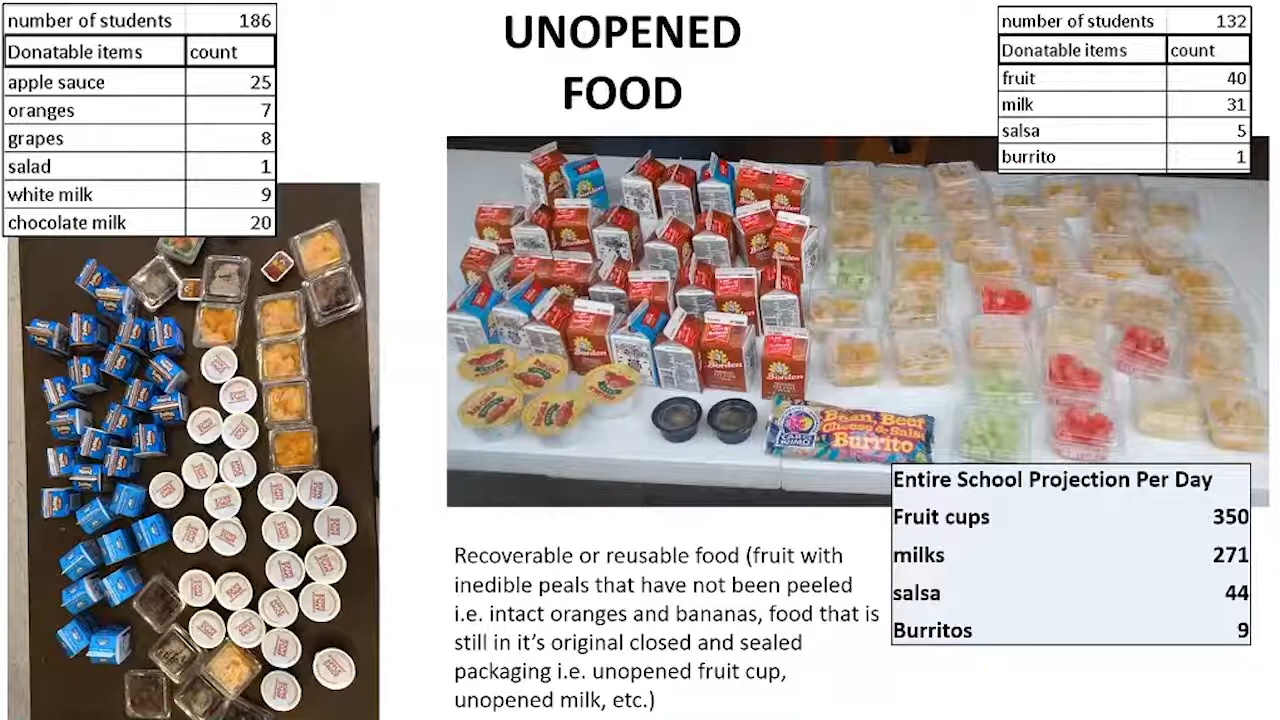 number of students 186
Donatable items count
apple sauce 25
oranges 7
grapes 8
salad 1
white milk 9
chocolate milk 20
UNOPENED
FOOD
number of students 132
Donatable items count
fruit 40
milk 31
salsa 5
burrito 1
Borden
Borden
Borden
Borden
Borden
Bean Beef
Cheese & Salsa
Burrito
Entire School Projection Per Day
Fruit cups 350
milks 271
salsa 44
Burritos 9
Recoverable or reusable food (fruit with
inedible peals that have not been peeled
i.e. intact oranges and bananas, food that is
still in it's original closed and sealed
packaging i.e. unopened fruit cup,
unopened milk, etc.)